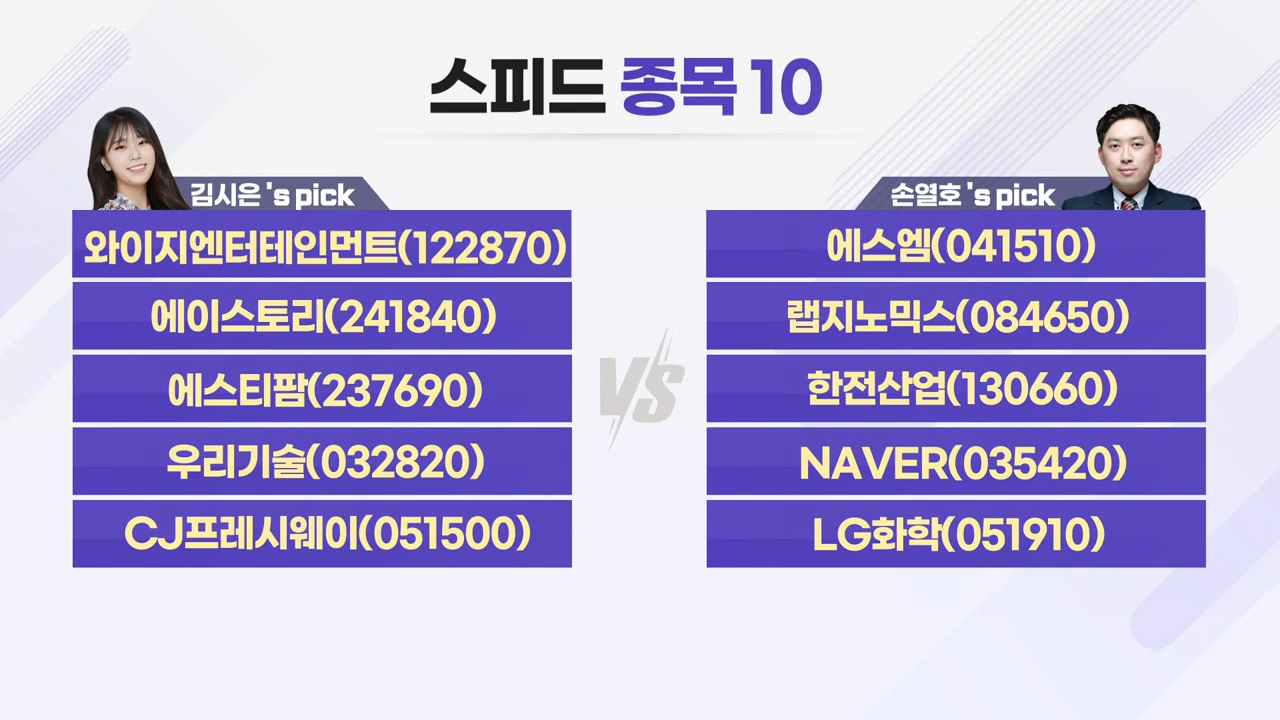 스피드 종목 10
김시은 's pick
와이지엔터테인먼트(122870)
에이스토리(241840)
에스티팜(237690)
우리기술(032820)
CJ프레시웨이(051500)
VS
손열호 's pick
에스엠(041510)
랩지노믹스(084650)
한전산업(130660)
NAVER(035420)
LG화학(051910)